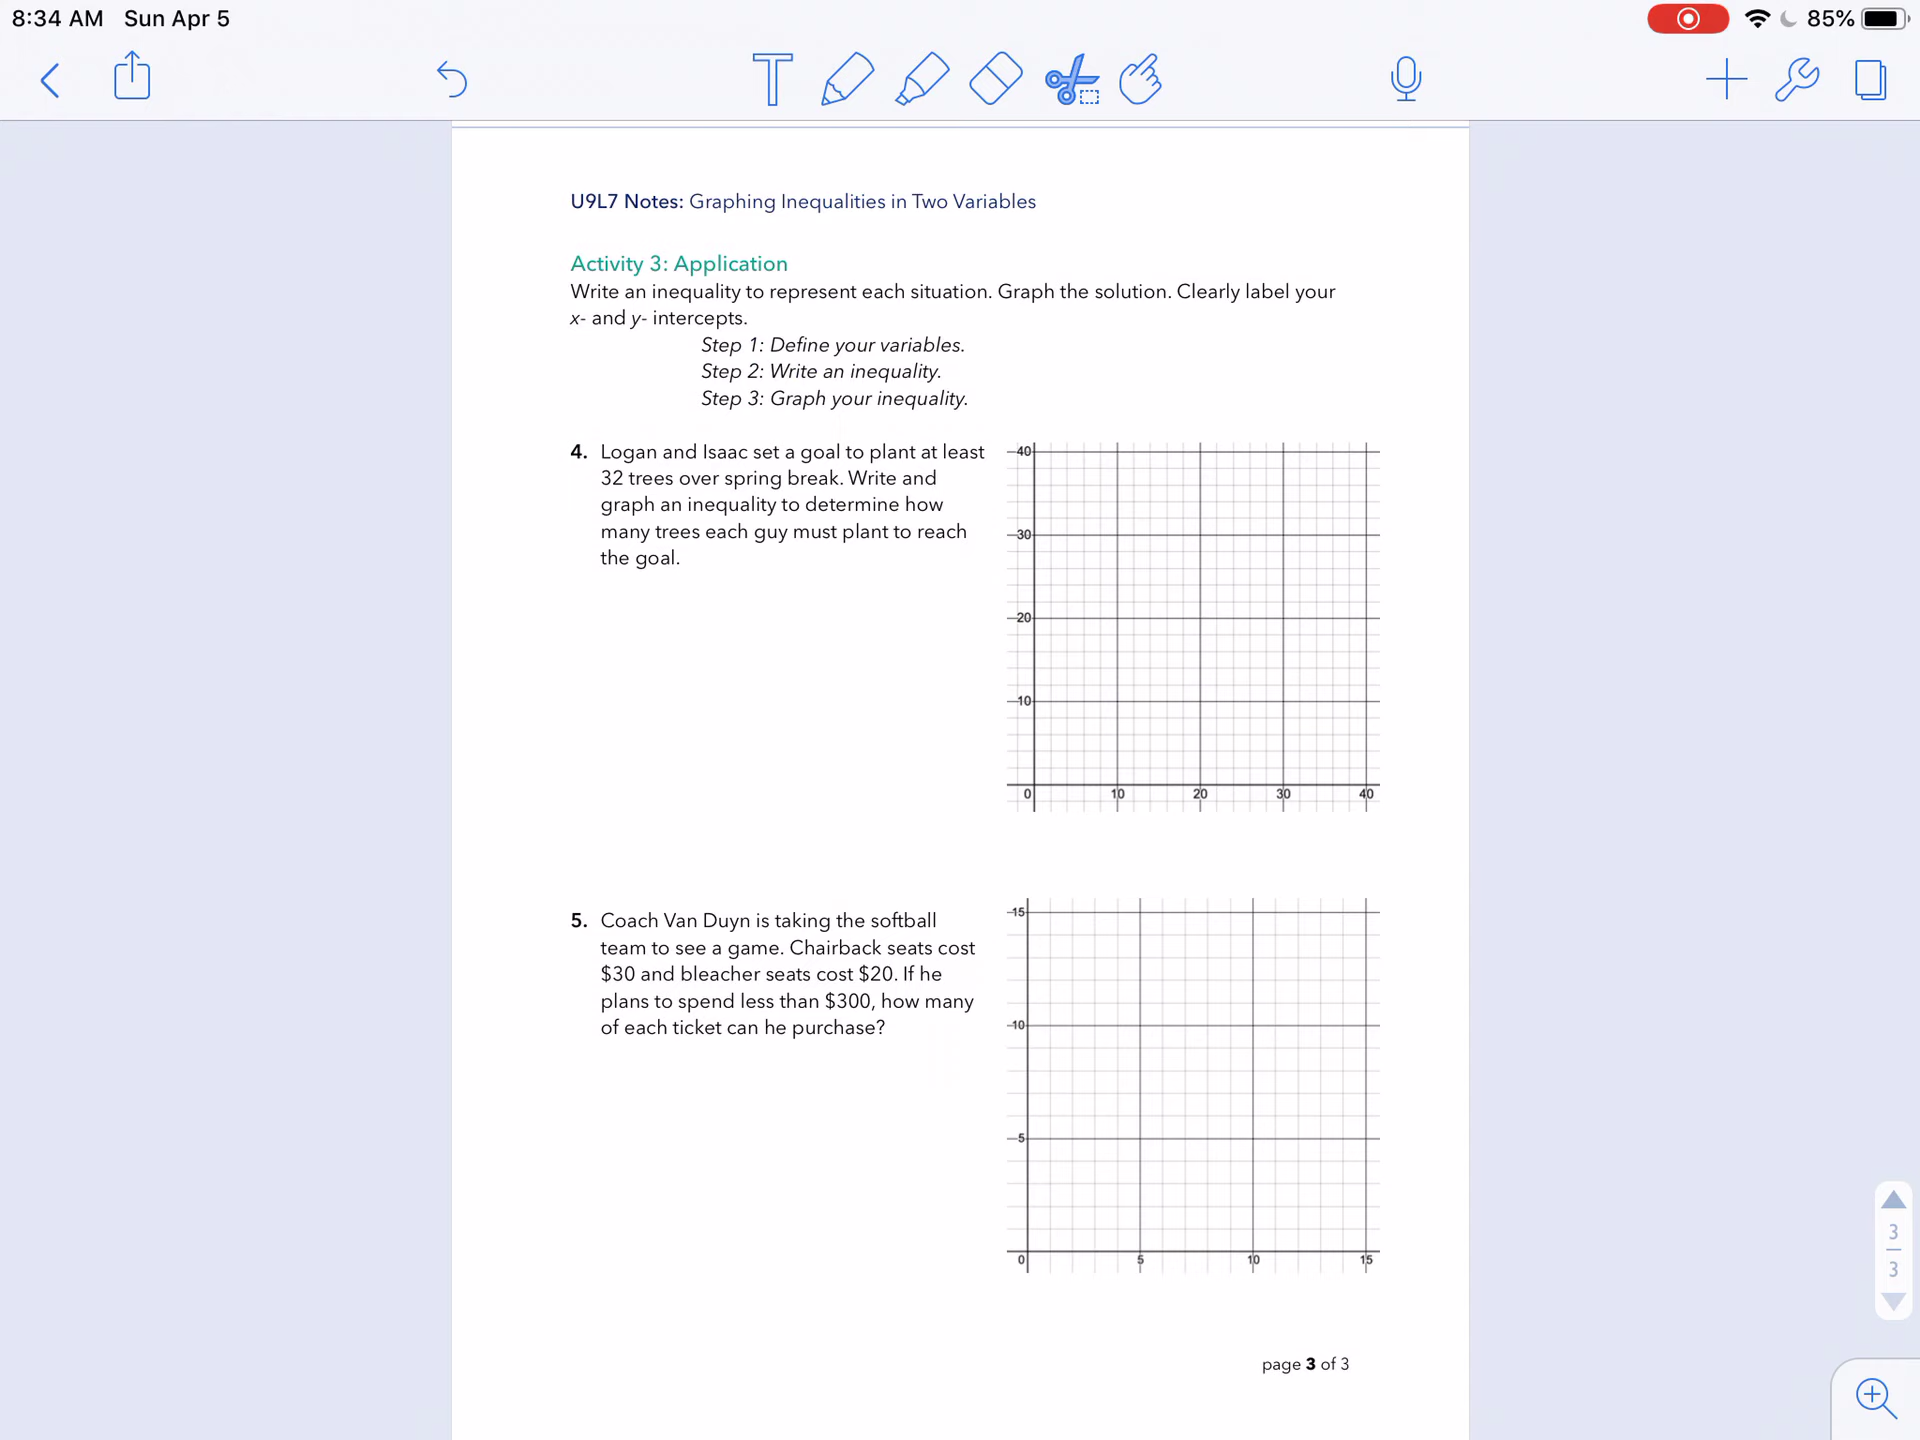 8:34 AM Sun Apr 5
85%
T
U9L7 Notes: Graphing Inequalities in Two Variables
Activity 3: Application
Write an inequality to represent each situation. Graph the solution. Clearly label your
x- and y- intercepts.
Step 1: Define your variables.
Step 2: Write an inequality.
Step 3: Graph your inequality.
4. Logan and Isaac set a goal to plant at least
32 trees over spring break. Write and
graph an inequality to determine how
many trees each guy must plant to reach
the goal.
40
30
20
10
0 10 20 30 40
5. Coach Van Duyn is taking the softball
team to see a game. Chairback seats cost
$30 and bleacher seats cost $20. If he
plans to spend less than $300, how many
of each ticket can he purchase?
15
10
5
0 5 10 15
3
3
page 3 of 3